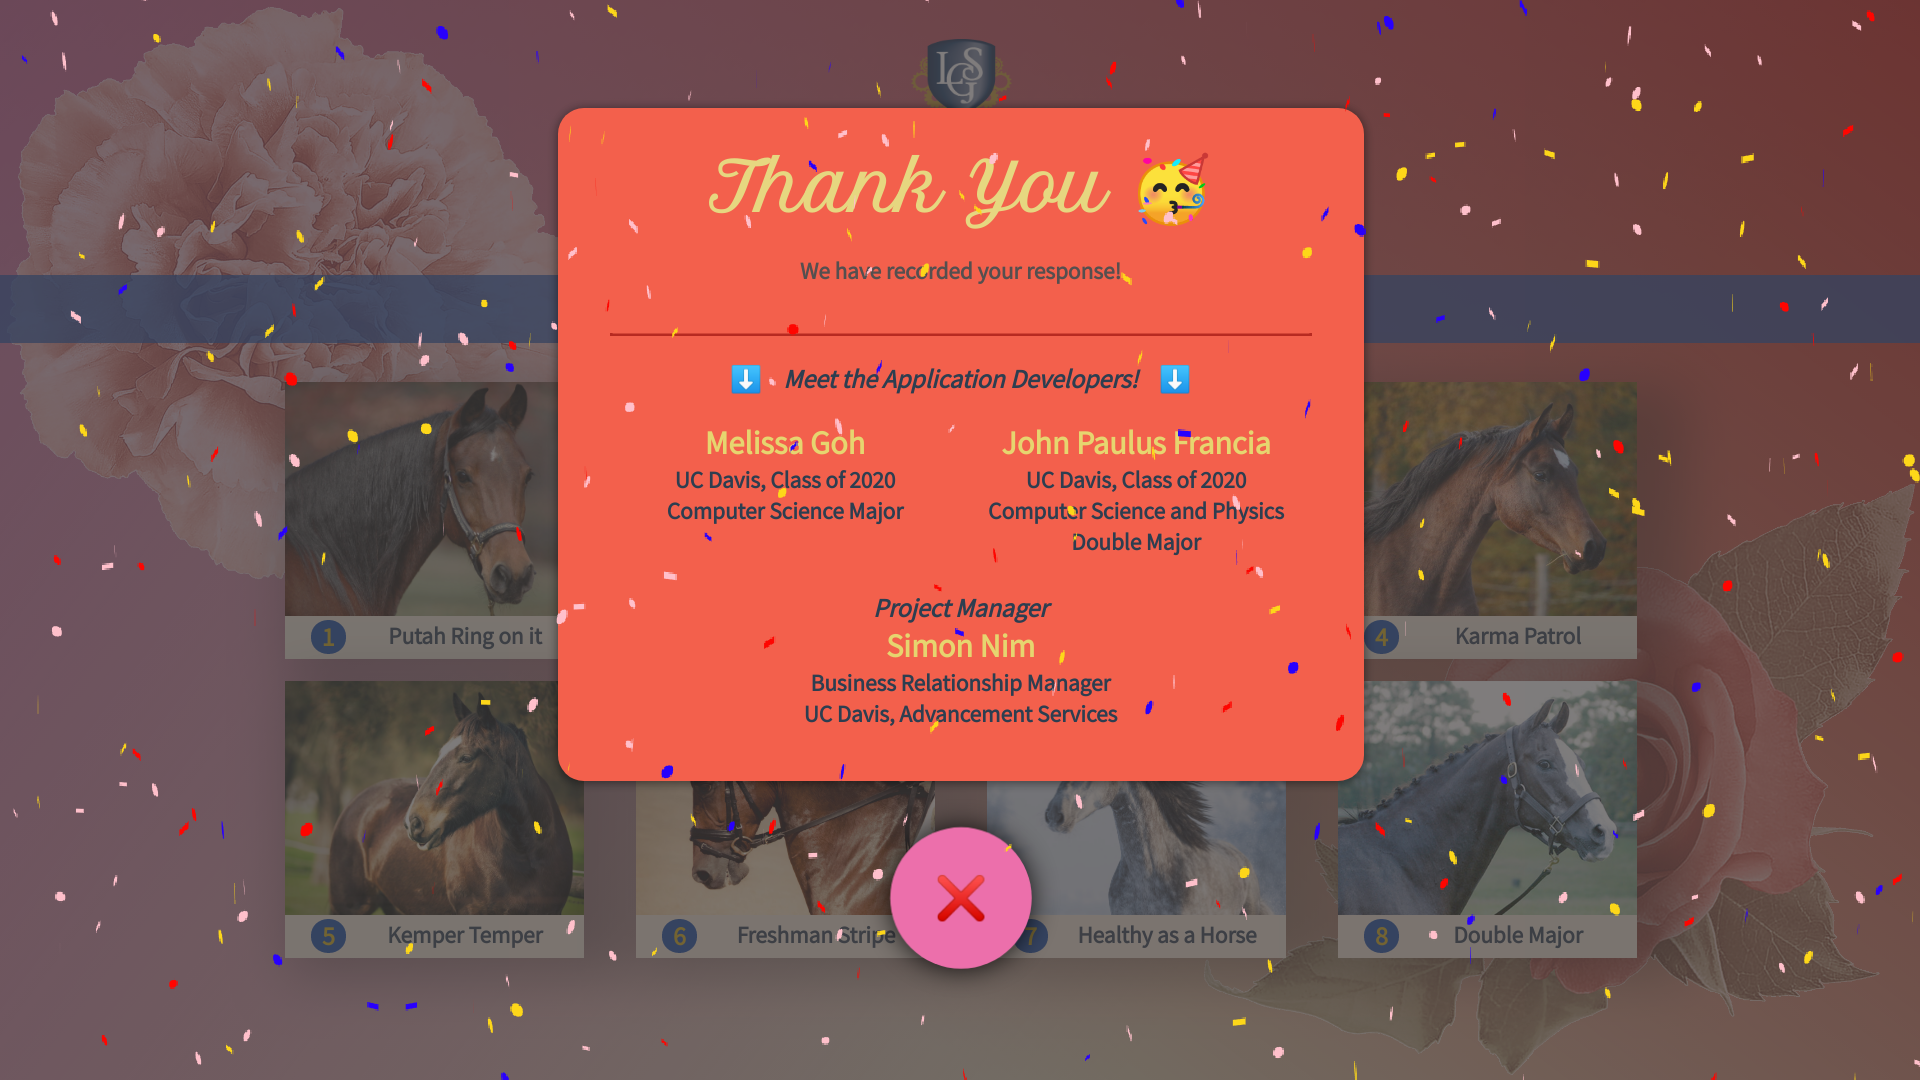 LSCG
Thank You
We have recorded your response!
Meet the Application Developers!
Melissa Goh
UC Davis, Class of 2020
Computer Science Major
John Paulus Francia
UC Davis, Class of 2020
Computer Science and Physics
Double Major
Project Manager
Simon Nim
Business Relationship Manager
UC Davis, Advancement Services
1 Putah Ring on it
4 Karma Patrol
5 Kemper Temper
6 Freshman Stripe
7 Healthy as a Horse
8 Double Major